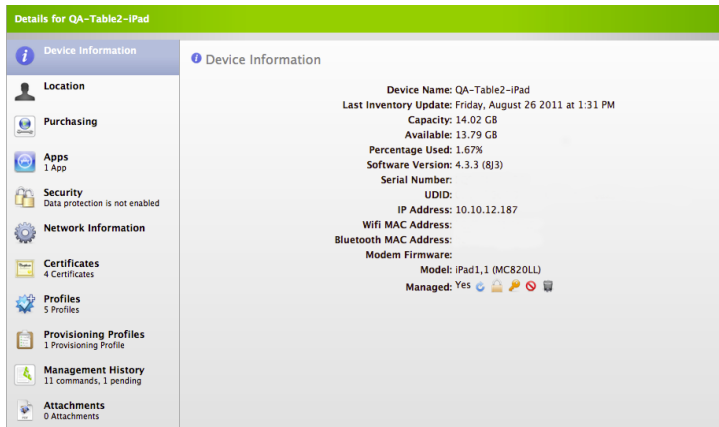 Details for QA-Table2-iPad
Device Information
Location
Purchasing
Apps
1 App
Security
Data protection is not enabled
Network Information
Certificates
4 Certificates
Profiles
5 Profiles
Provisioning Profiles
1 Provisioning Profile
Management History
11 commands, 1 pending
Attachments
0 Attachments
Device Information
Device Name: QA-Table2-iPad
Last Inventory Update: Friday, August 26 2011 at 1:31 PM
Capacity: 14.02 GB
Available: 13.79 GB
Percentage Used: 1.67%
Software Version: 4.3.3 (8J3)
Serial Number:
UDID:
IP Address: 10.10.12.187
Wifi MAC Address:
Bluetooth MAC Address:
Modem Firmware:
Model: iPad1,1 (MC820LL)
Managed: Yes